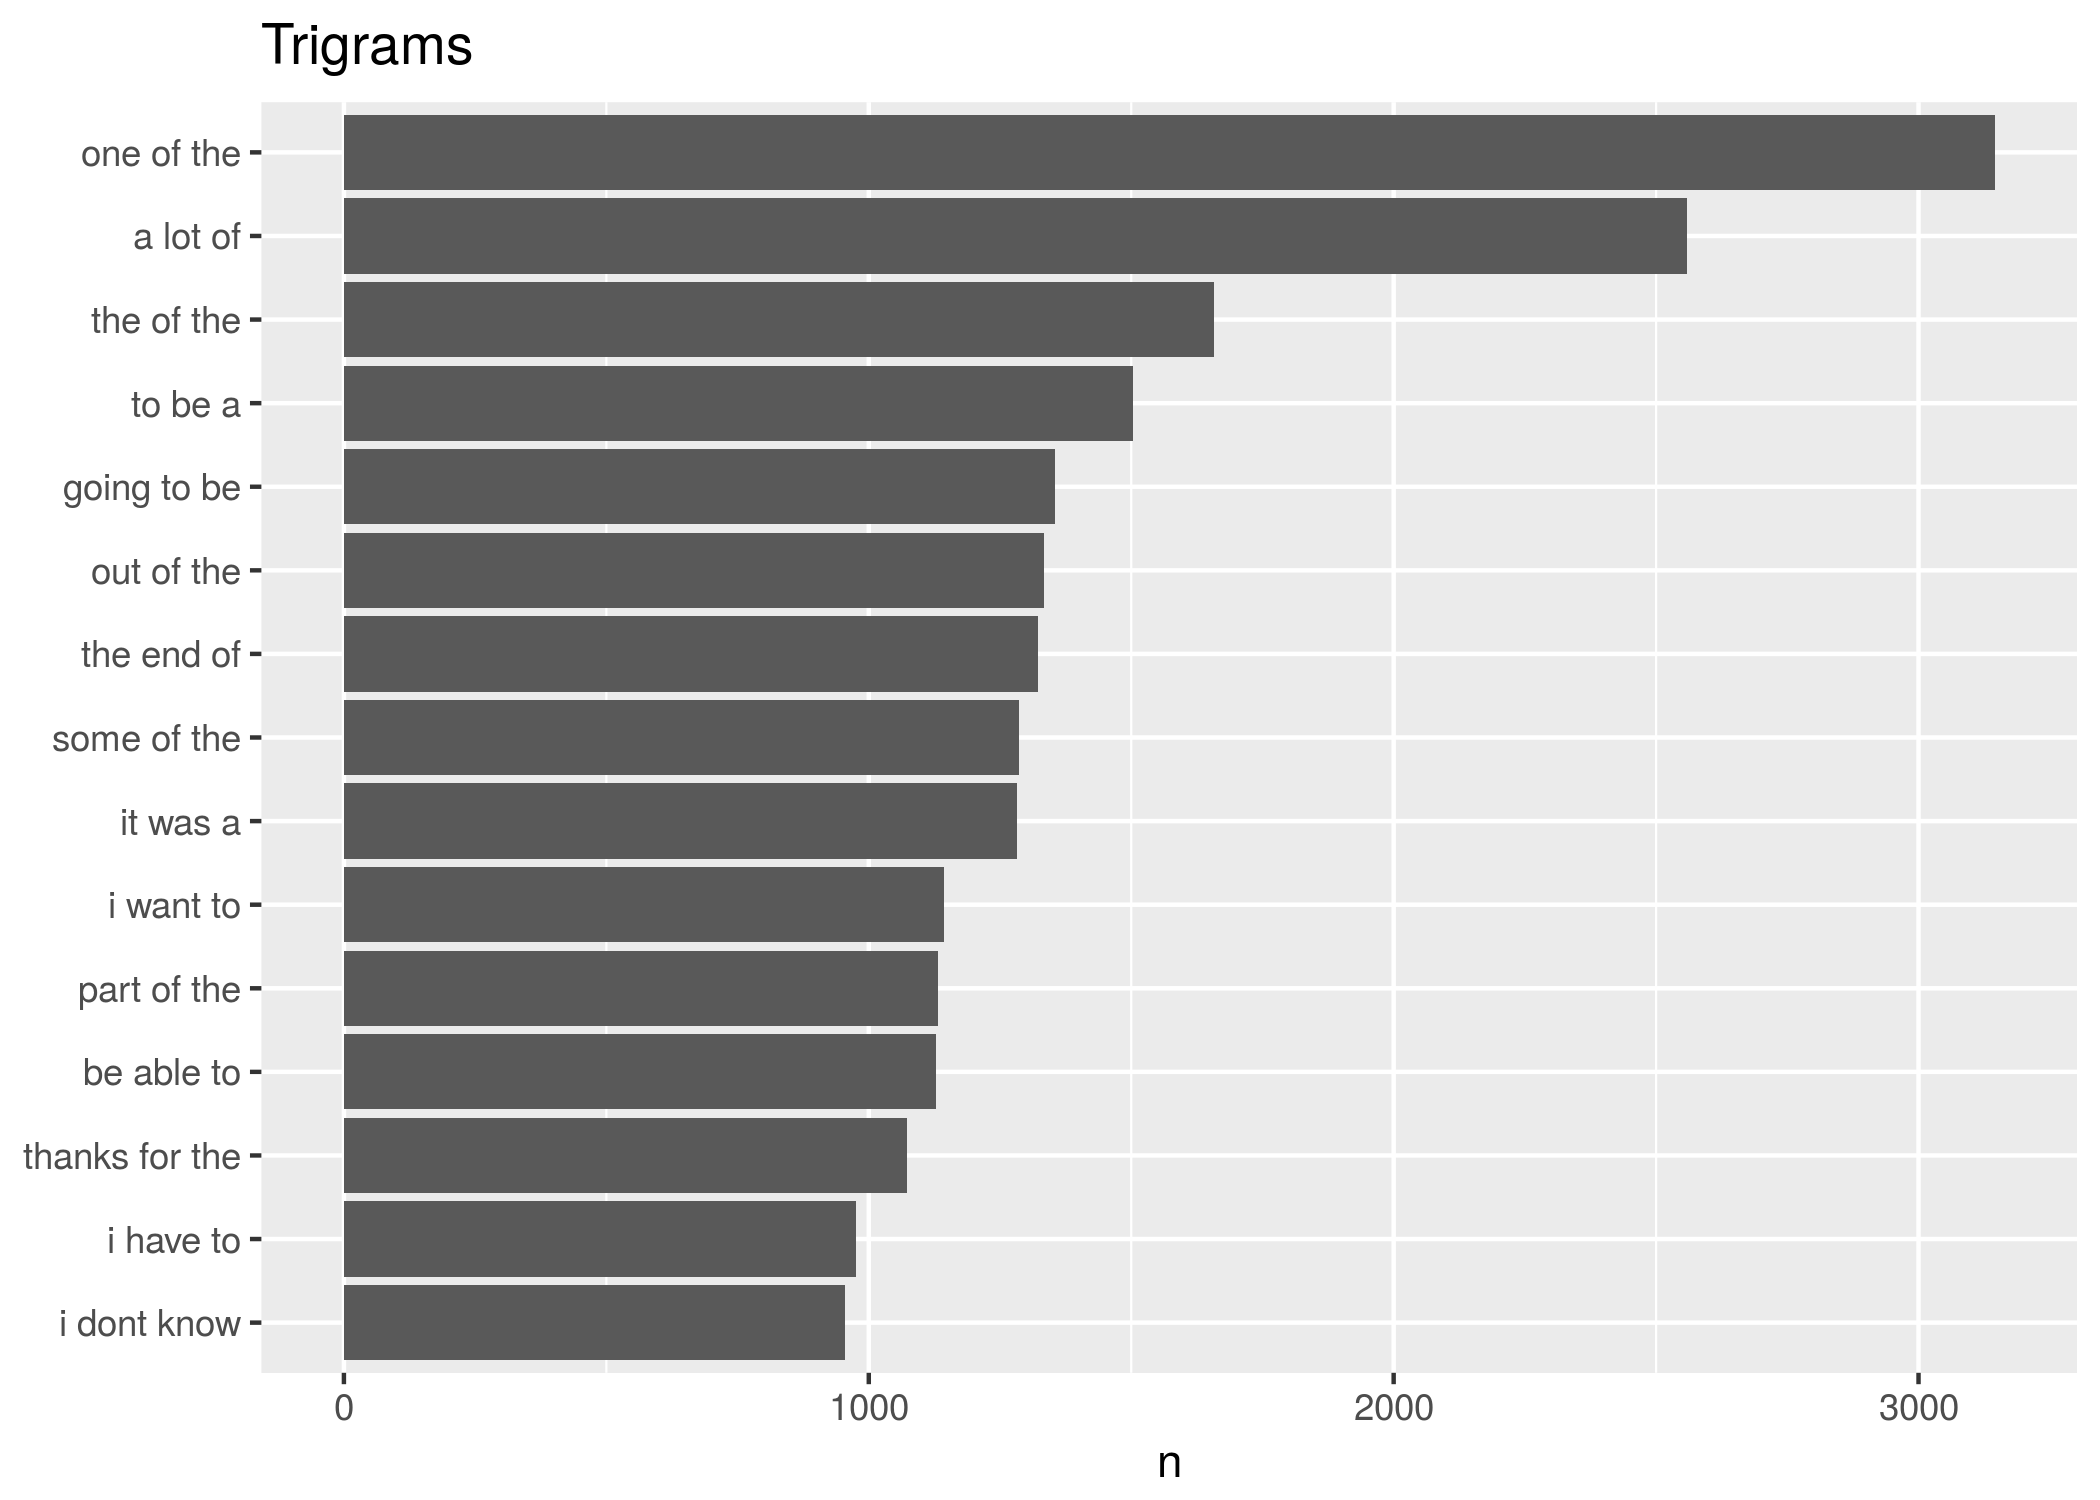 Trigrams
one of the
a lot of
the of the
to be a
going to be
out of the
the end of
some of the
it was a
i want to
part of the
be able to
thanks for the
i have to
i dont know
0 1000 2000 3000
n